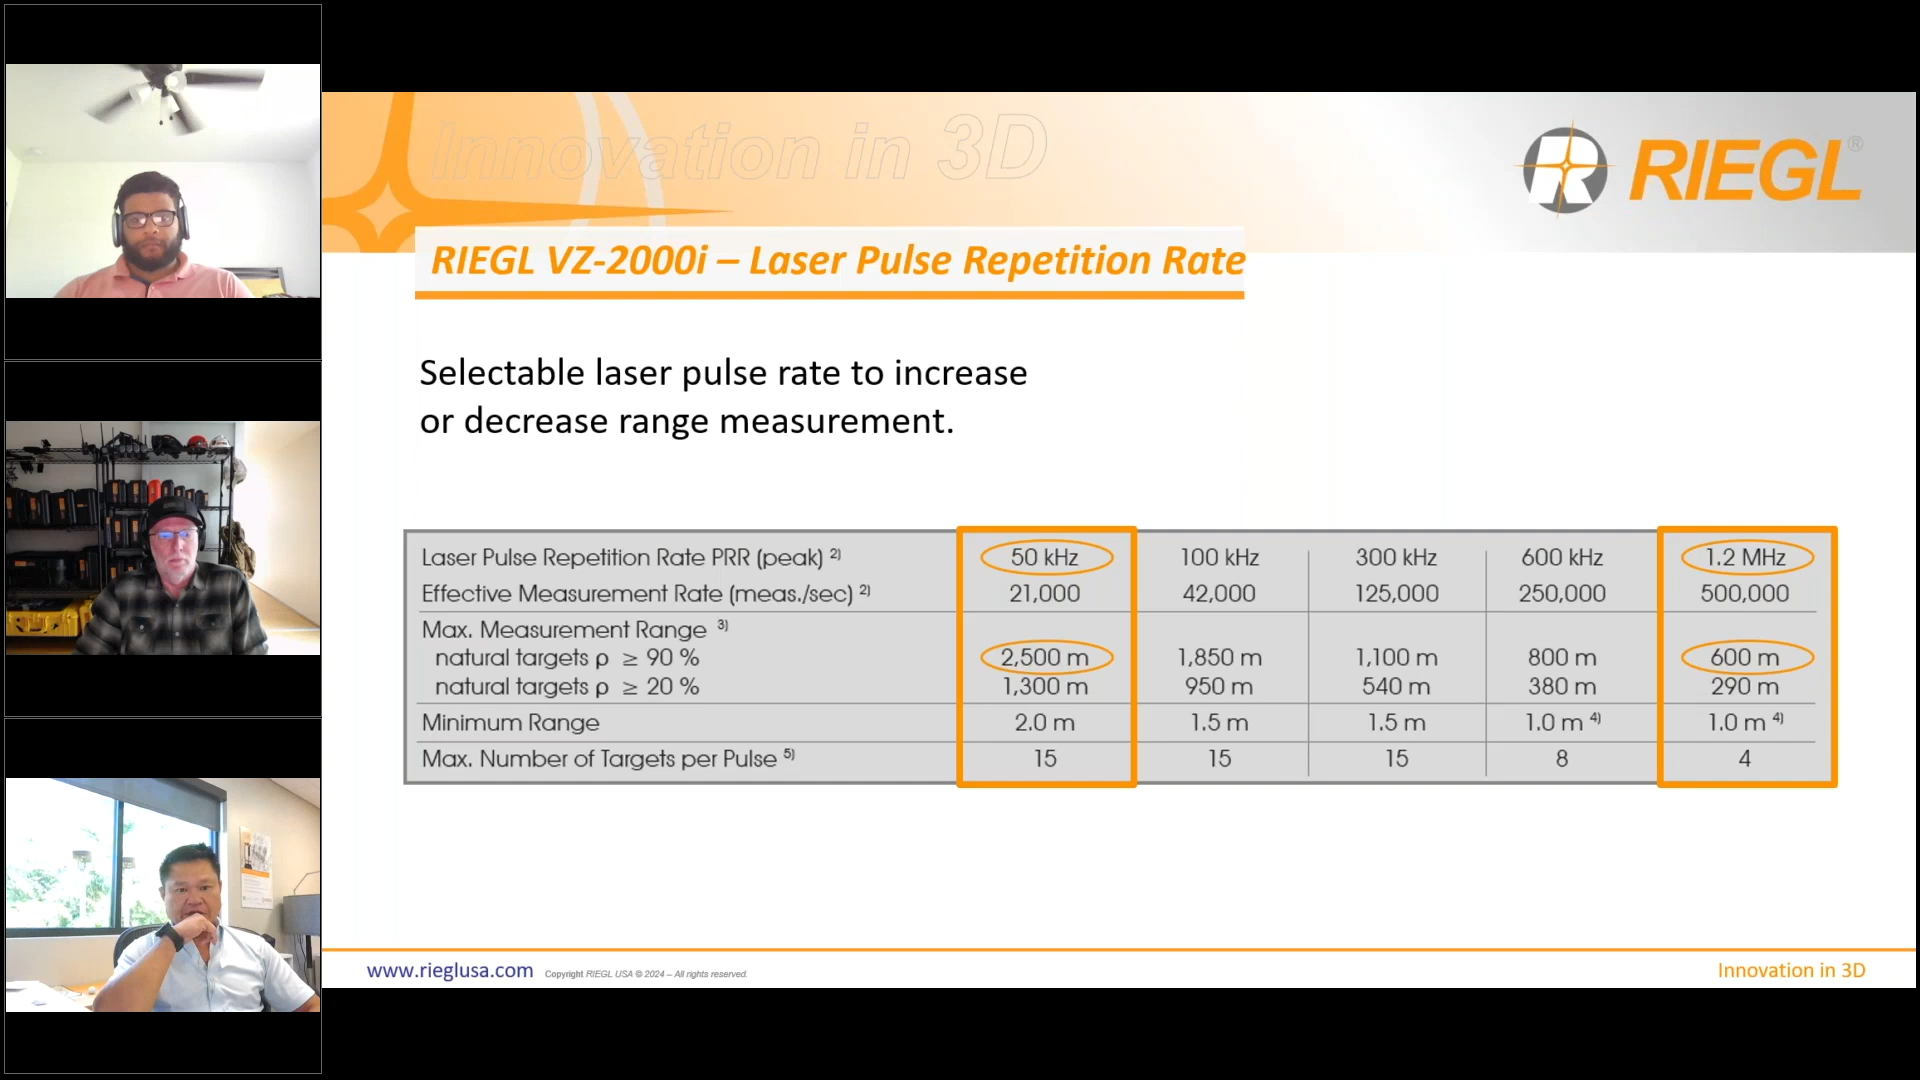 Innovation in 3D
RIEGL®
RIEGL VZ-2000i – Laser Pulse Repetition Rate
Selectable laser pulse rate to increase
or decrease range measurement.
Laser Pulse Repetition Rate PRR (peak) 2) 50 kHz 100 kHz 300 kHz 600 kHz 1.2 MHz
Effective Measurement Rate (meas./sec) 2) 21,000 42,000 125,000 250,000 500,000
Max. Measurement Range 3)
natural targets ρ ≥ 90 % 2,500 m 1,850 m 1,100 m 800 m 600 m
natural targets ρ ≥ 20 % 1,300 m 950 m 540 m 380 m 290 m
Minimum Range 2.0 m 1.5 m 1.5 m 1.0 m 4) 1.0 m 4)
Max. Number of Targets per Pulse 5) 15 15 15 8 4
www.rieglusa.com Copyright RIEGL USA © 2024 – All rights reserved. Innovation in 3D